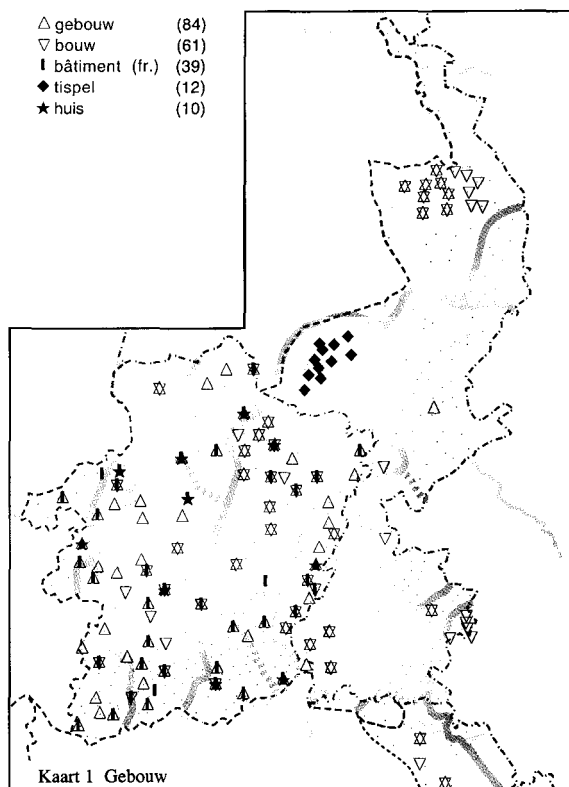 gebouw (84)
bouw (61)
bâtiment (fr.) (39)
tispel (12)
huis (10)
Kaart 1 Gebouw